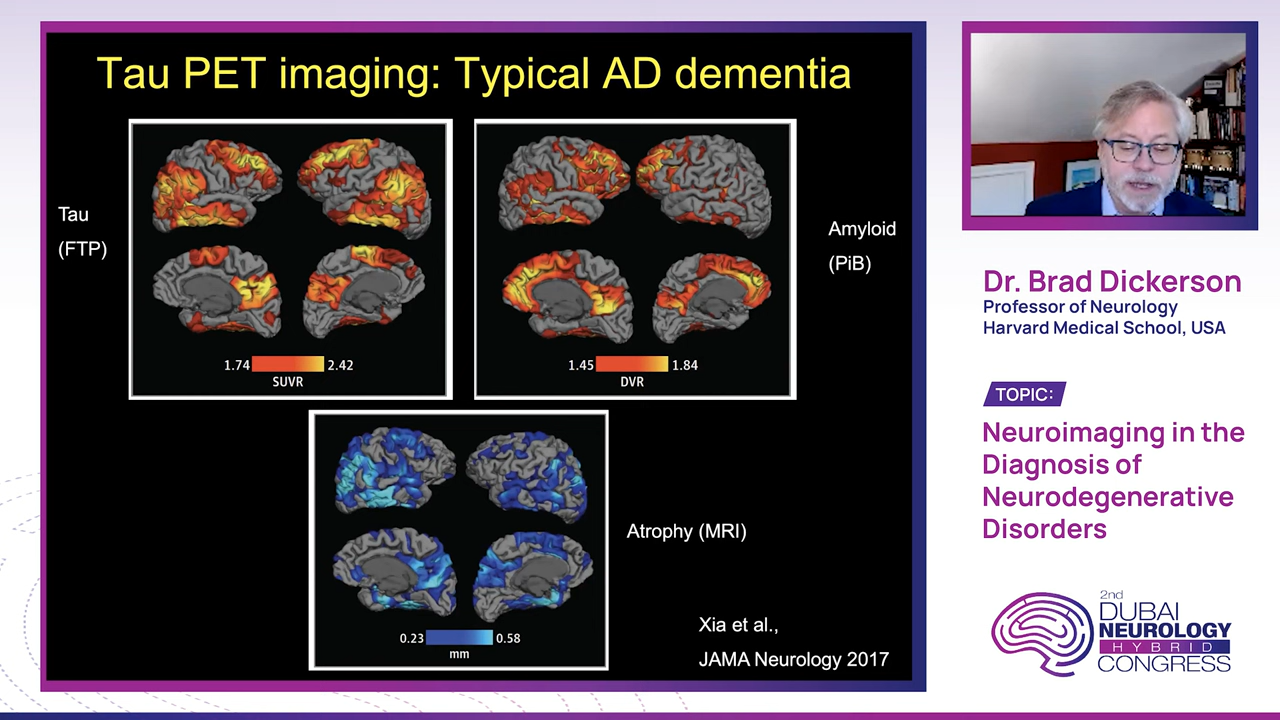 Tau PET imaging: Typical AD dementia
Tau
(FTP)
1.74
2.42
SUVR
1.45
1.84
DVR
Amyloid
(PiB)
0.23
0.58
mm
Atrophy (MRI)
Xia et al.,
JAMA Neurology 2017
Dr. Brad Dickerson
Professor of Neurology
Harvard Medical School, USA
TOPIC:
Neuroimaging in the
Diagnosis of
Neurodegenerative
Disorders
2nd
DUBAI
NEUROLOGY
HYBRID
CONGRESS